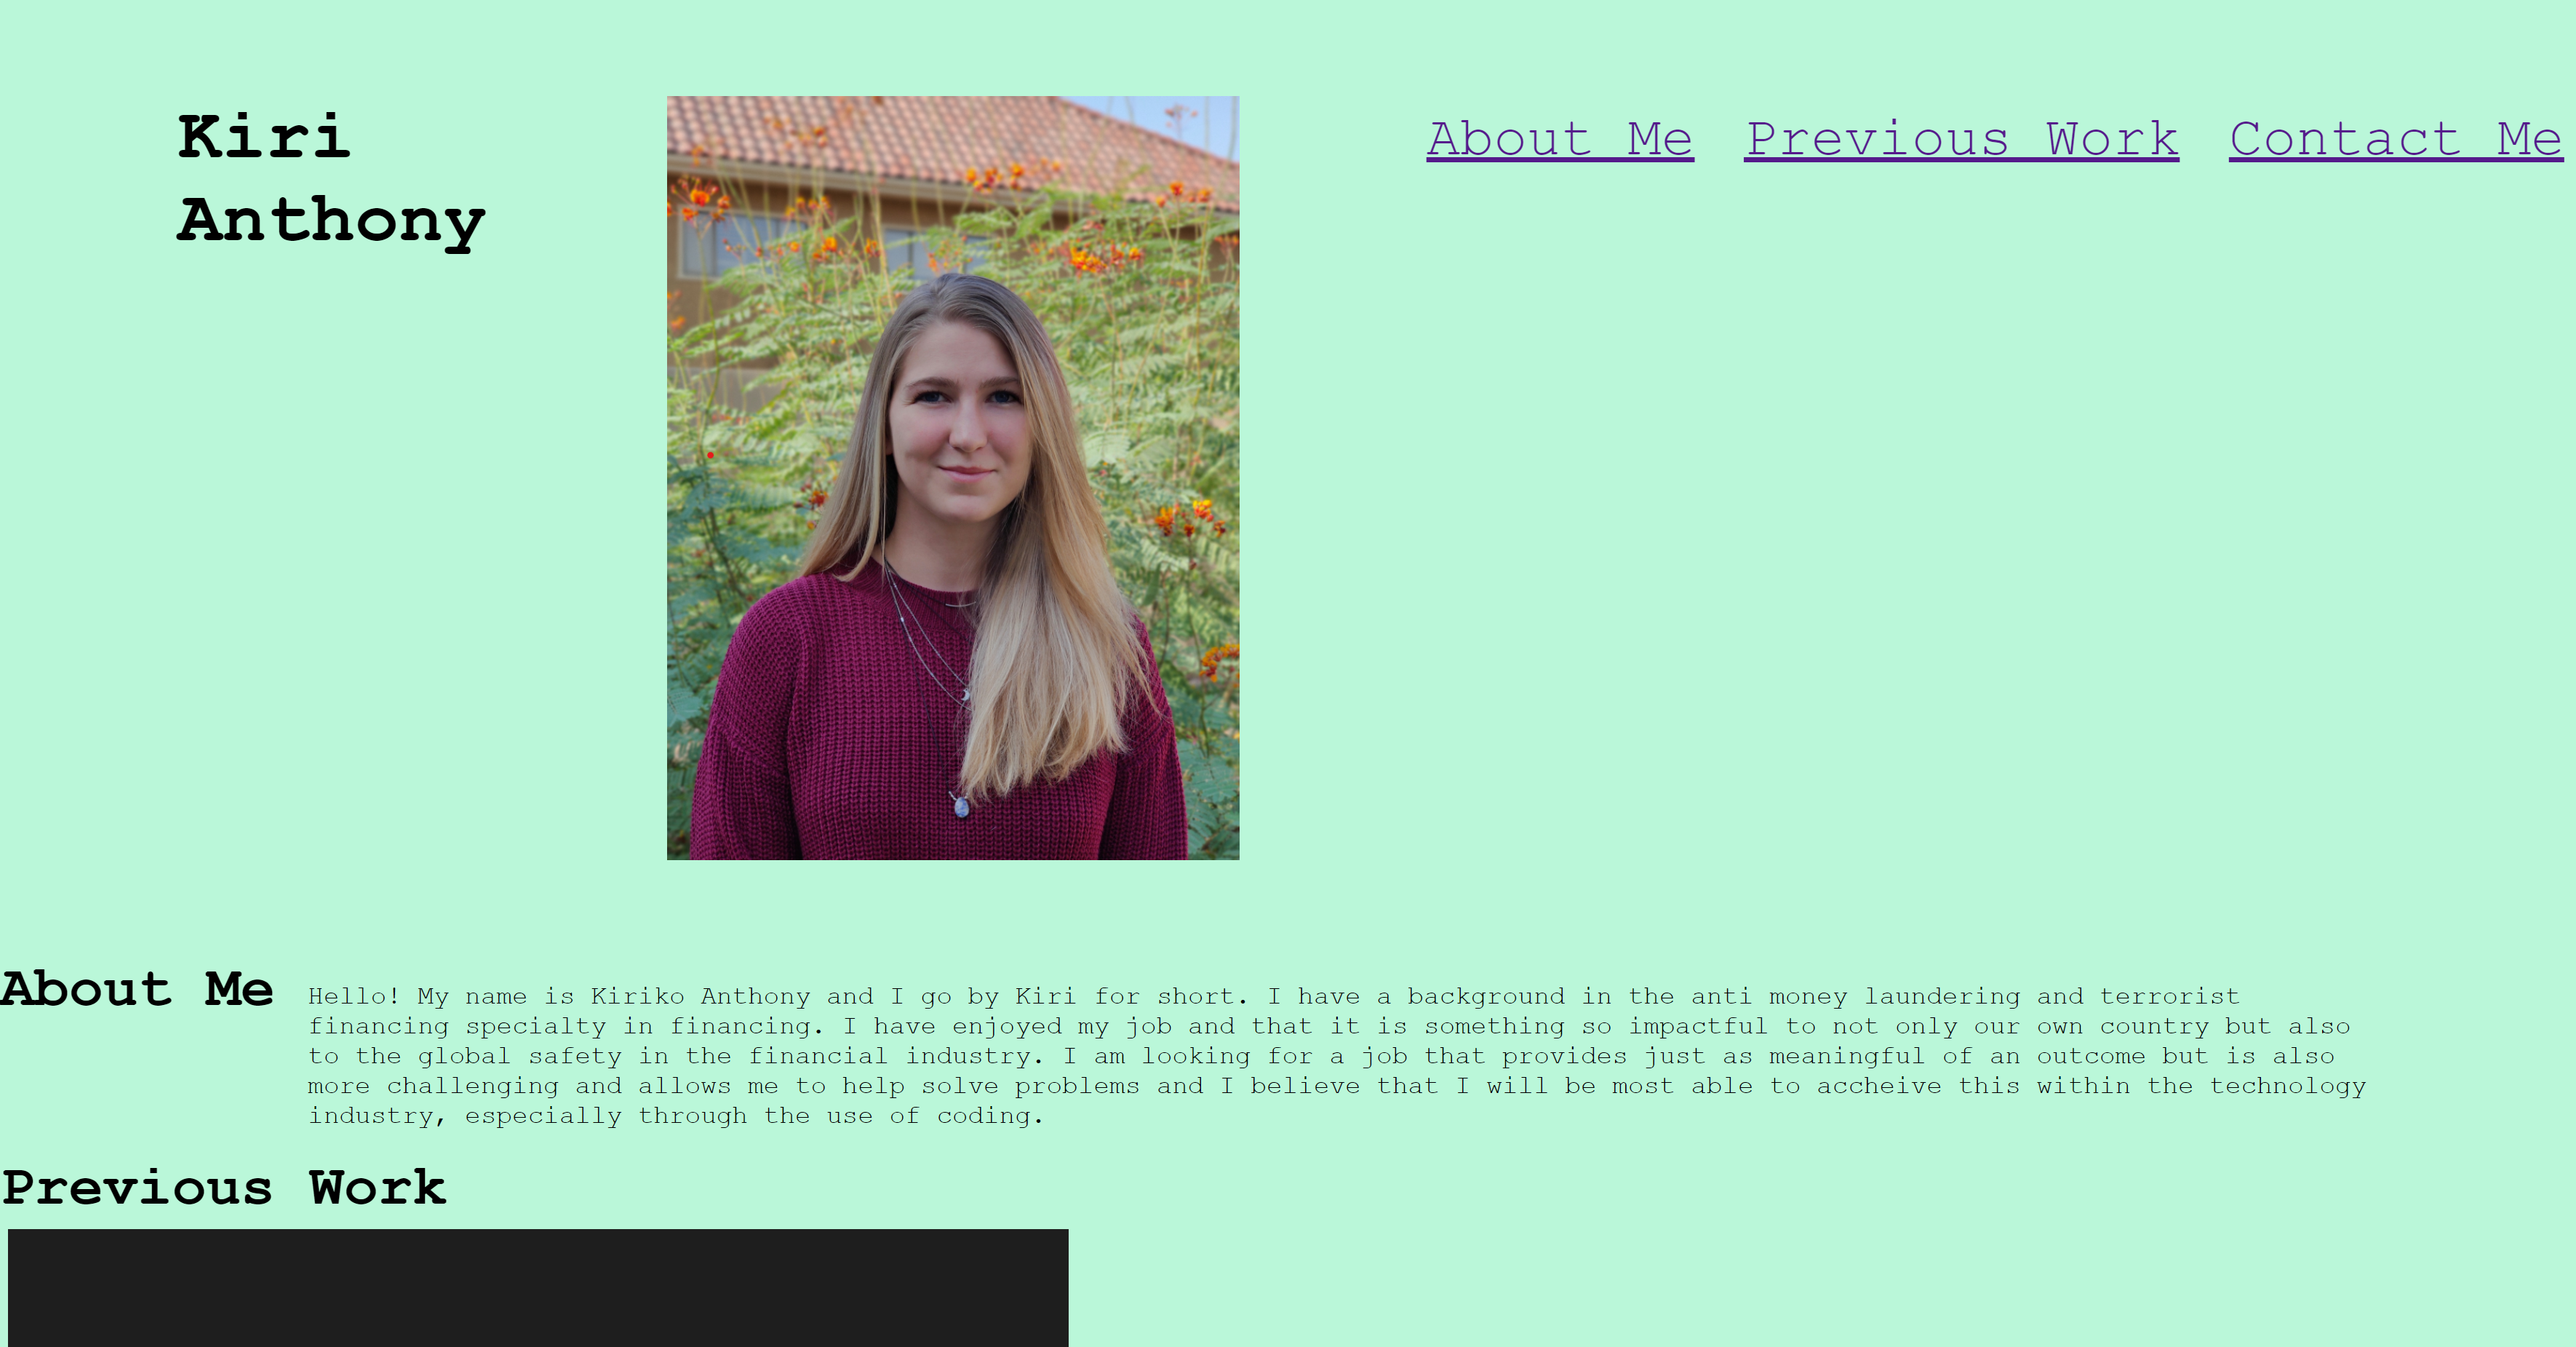 Kiri
Anthony
About Me Previous Work Contact Me
About Me
Hello! My name is Kiriko Anthony and I go by Kiri for short. I have a background in the anti money laundering and terrorist
financing specialty in financing. I have enjoyed my job and that it is something so impactful to not only our own country but also
to the global safety in the financial industry. I am looking for a job that provides just as meaningful of an outcome but is also
more challenging and allows me to help solve problems and I believe that I will be most able to accheive this within the technology
industry, especially through the use of coding.
Previous Work